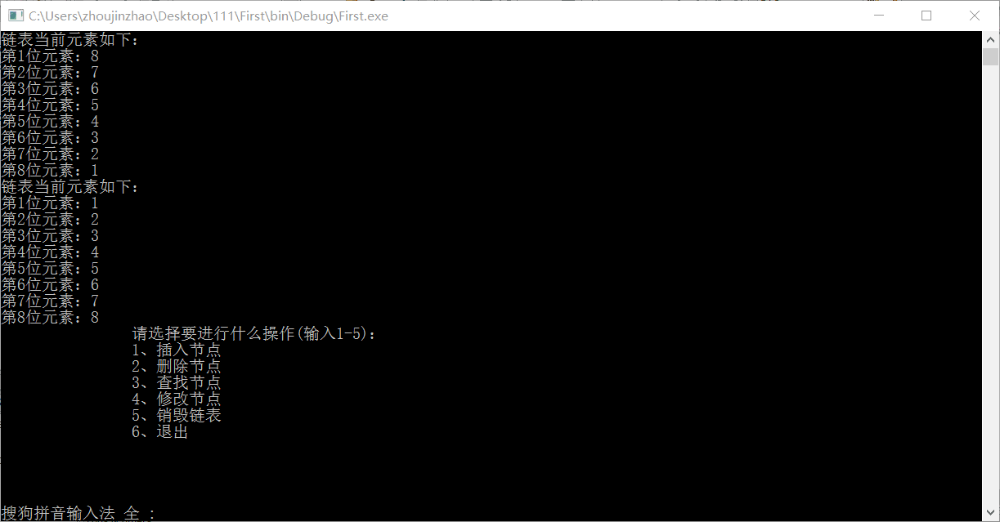 C:\Users\zhoujinzhao\Desktop\111\First\bin\Debug\First.exe
链表当前元素如下：
第1位元素：8
第2位元素：7
第3位元素：6
第4位元素：5
第5位元素：4
第6位元素：3
第7位元素：2
第8位元素：1
链表当前元素如下：
第1位元素：1
第2位元素：2
第3位元素：3
第4位元素：4
第5位元素：5
第6位元素：6
第7位元素：7
第8位元素：8
请选择要进行什么操作(输入1-5)：
1、插入节点
2、删除节点
3、查找节点
4、修改节点
5、销毁链表
6、退出
搜狗拼音输入法 全 :